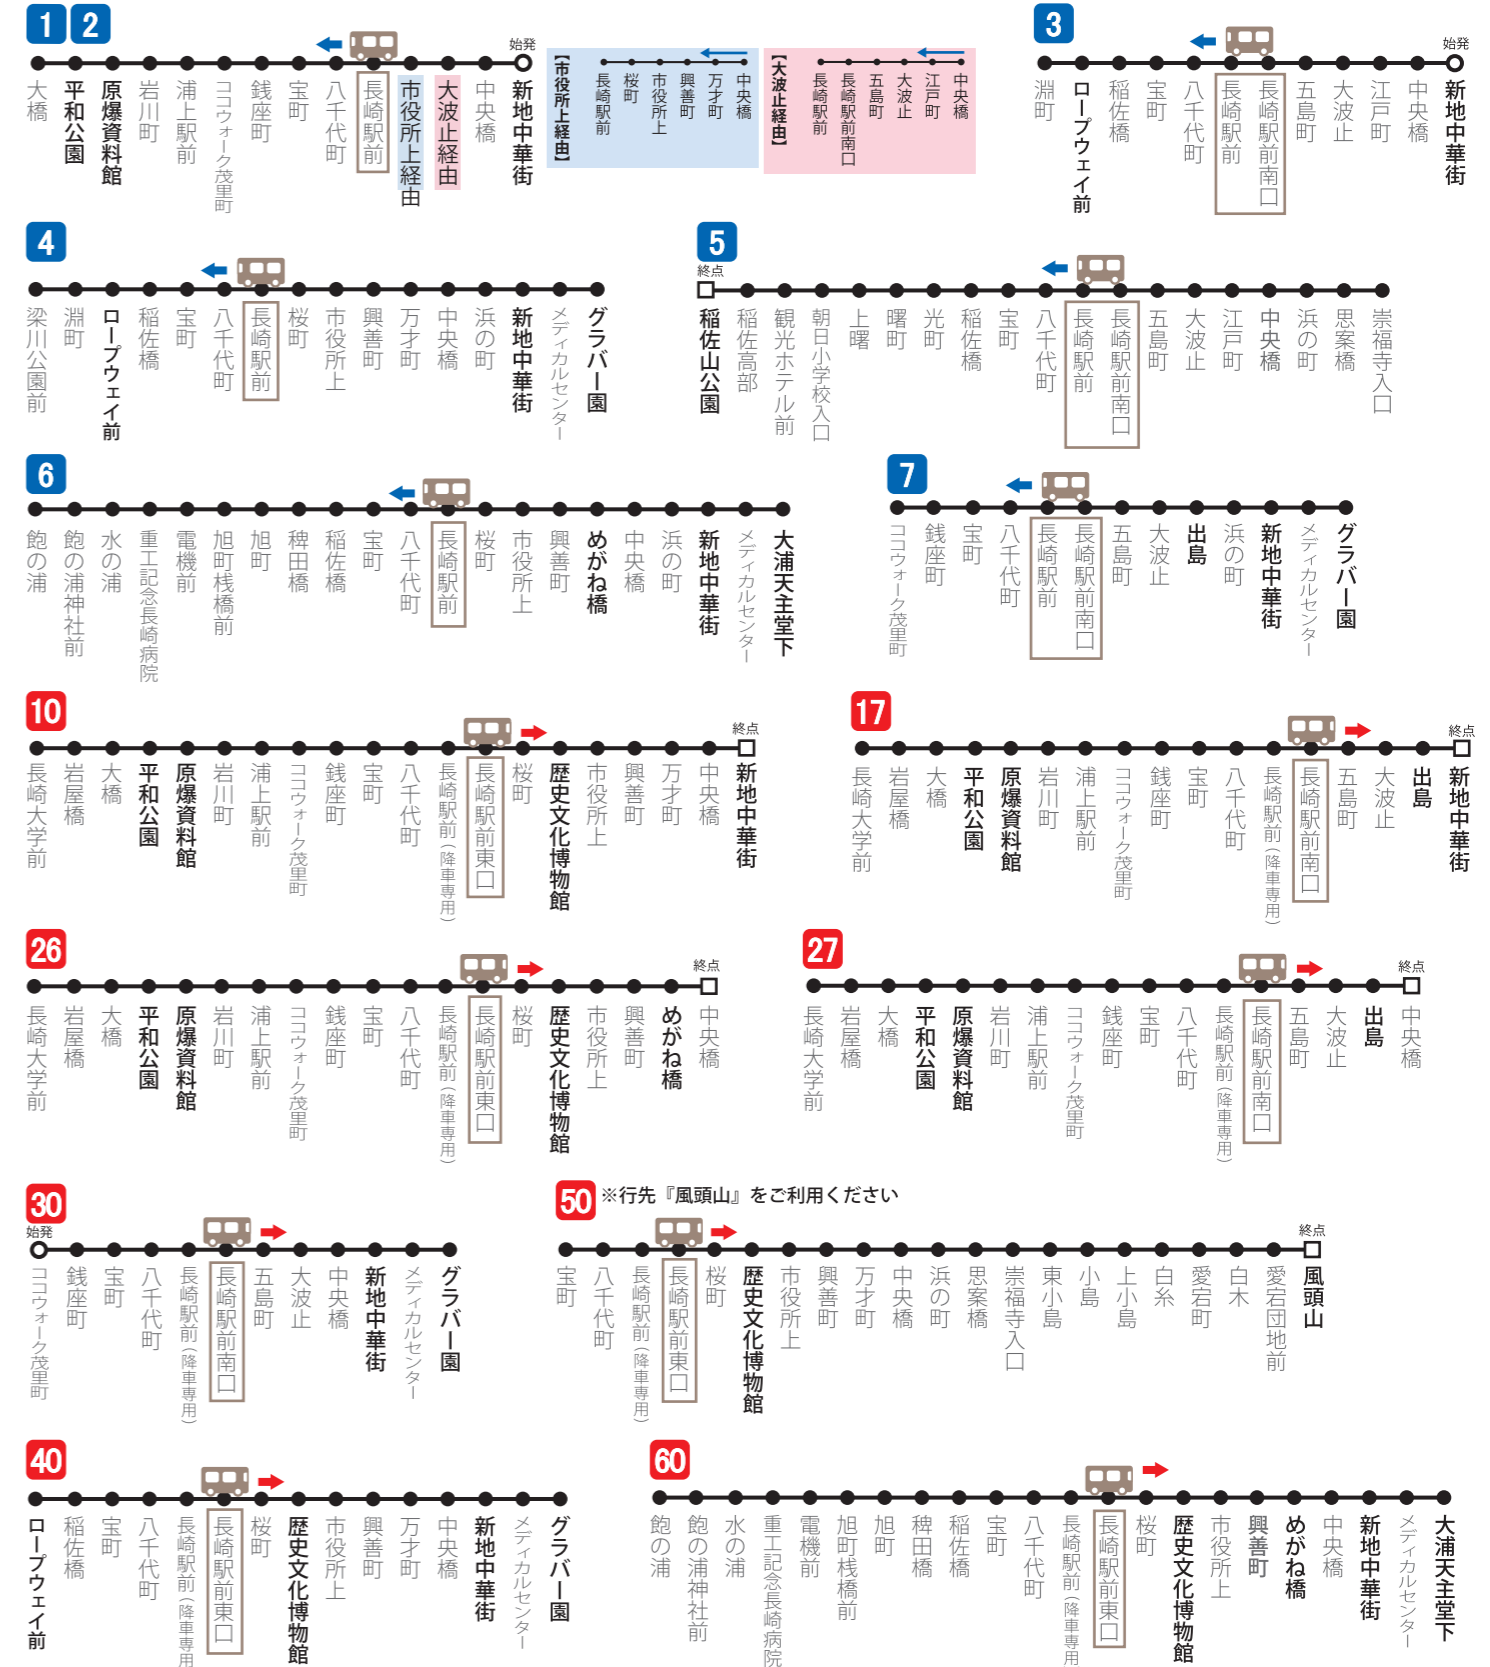 1 2
始発
大橋
平和公園
原爆資料館
岩川町
浦上駅前
ココウォーク茂里町
銭座町
宝町
八千代町
長崎駅前
市役所上経由
大波止経由
中央橋
新地中華街
【市役所上経由】
長崎駅前
桜町
市役所上
興善町
万才町
中央橋
【大波止経由】
長崎駅前
長崎駅前南口
五島町
大波止
江戸町
中央橋
3
始発
淵町
ロープウェイ前
稲佐橋
宝町
八千代町
長崎駅前
長崎駅前南口
五島町
大波止
江戸町
中央橋
新地中華街
4
梁川公園前
淵町
ロープウェイ前
稲佐橋
宝町
八千代町
長崎駅前
桜町
市役所上
興善町
万才町
中央橋
浜の町
新地中華街
メディカルセンター
グラバー園
5
終点
稲佐山公園
稲佐高部
観光ホテル前
朝日小学校入口
上曙
曙町
光町
稲佐橋
宝町
八千代町
長崎駅前
長崎駅前南口
五島町
大波止
江戸町
中央橋
浜の町
思案橋
崇福寺入口
6
飽の浦
飽の浦神社前
水の浦
重工記念長崎病院
電機前
旭町桟橋前
旭町
稗田橋
稲佐橋
宝町
八千代町
長崎駅前
桜町
市役所上
興善町
めがね橋
中央橋
浜の町
新地中華街
メディカルセンター
大浦天主堂下
7
ココウォーク茂里町
銭座町
宝町
八千代町
長崎駅前
長崎駅前南口
五島町
大波止
出島
浜の町
新地中華街
メディカルセンター
グラバー園
10
終点
長崎大学前
岩屋橋
大橋
平和公園
原爆資料館
岩川町
浦上駅前
ココウォーク茂里町
銭座町
宝町
八千代町
長崎駅前（降車専用）
長崎駅前東口
桜町
歴史文化博物館
市役所上
興善町
万才町
中央橋
新地中華街
17
終点
長崎大学前
岩屋橋
大橋
平和公園
原爆資料館
岩川町
浦上駅前
ココウォーク茂里町
銭座町
宝町
八千代町
長崎駅前（降車専用）
長崎駅前南口
五島町
大波止
出島
新地中華街
26
終点
長崎大学前
岩屋橋
大橋
平和公園
原爆資料館
岩川町
浦上駅前
ココウォーク茂里町
銭座町
宝町
八千代町
長崎駅前（降車専用）
長崎駅前東口
桜町
歴史文化博物館
市役所上
興善町
めがね橋
中央橋
27
終点
長崎大学前
岩屋橋
大橋
平和公園
原爆資料館
岩川町
浦上駅前
ココウォーク茂里町
銭座町
宝町
八千代町
長崎駅前（降車専用）
長崎駅前南口
五島町
大波止
出島
中央橋
30
始発
ココウォーク茂里町
銭座町
宝町
八千代町
長崎駅前（降車専用）
長崎駅前南口
五島町
大波止
中央橋
新地中華街
メディカルセンター
グラバー園
50 ※行先『風頭山』をご利用ください
終点
宝町
八千代町
長崎駅前（降車専用）
長崎駅前東口
桜町
歴史文化博物館
市役所上
興善町
万才町
中央橋
浜の町
思案橋
崇福寺入口
東小島
小島
上小島
白糸
愛宕町
白木
愛宕団地前
風頭山
40
ロープウェイ前
稲佐橋
宝町
八千代町
長崎駅前（降車専用
長崎駅前東口
桜町
歴史文化博物館
市役所上
興善町
万才町
中央橋
新地中華街
メディカルセンター
グラバー園
60
飽の浦
飽の浦神社前
水の浦
重工記念長崎病院
電機前
旭町桟橋前
旭町
稗田橋
稲佐橋
宝町
八千代町
長崎駅前（降車専用
長崎駅前東口
桜町
歴史文化博物館
市役所上
興善町
めがね橋
中央橋
新地中華街
メディカルセンター
大浦天主堂下